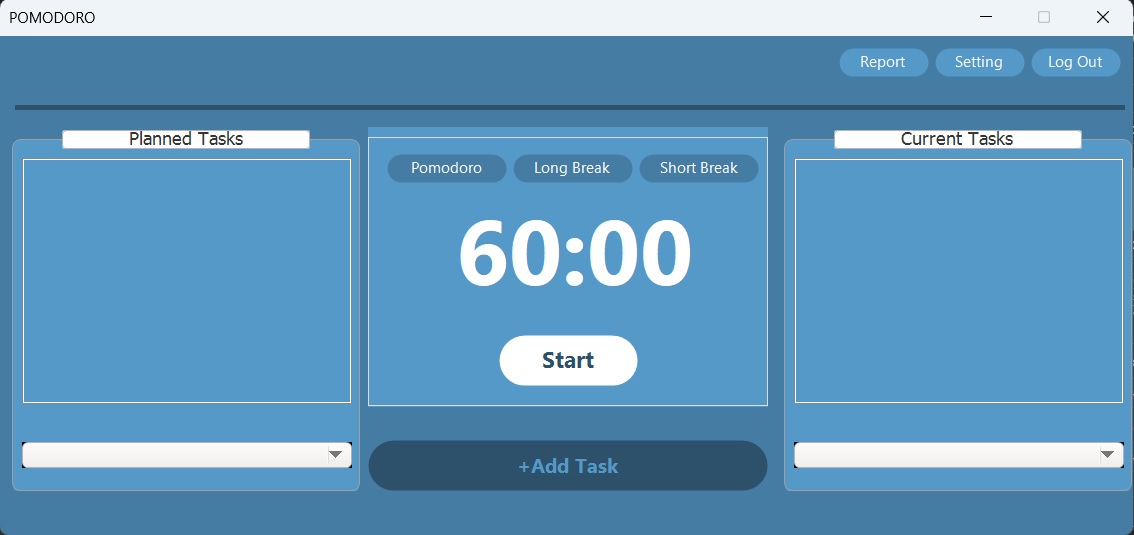 POMODORO
Report Setting Log Out
Planned Tasks
Pomodoro Long Break Short Break
60:00
Start
+Add Task
Current Tasks